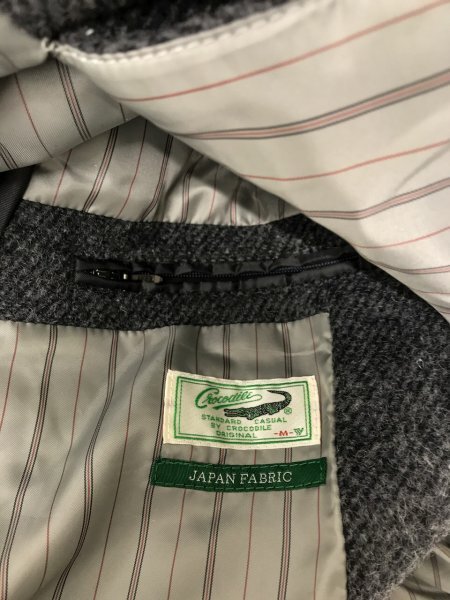 Crocodile
®
STANDARD CASUAL
BY CROCODILE
ORIGINAL -M-
JAPAN FABRIC